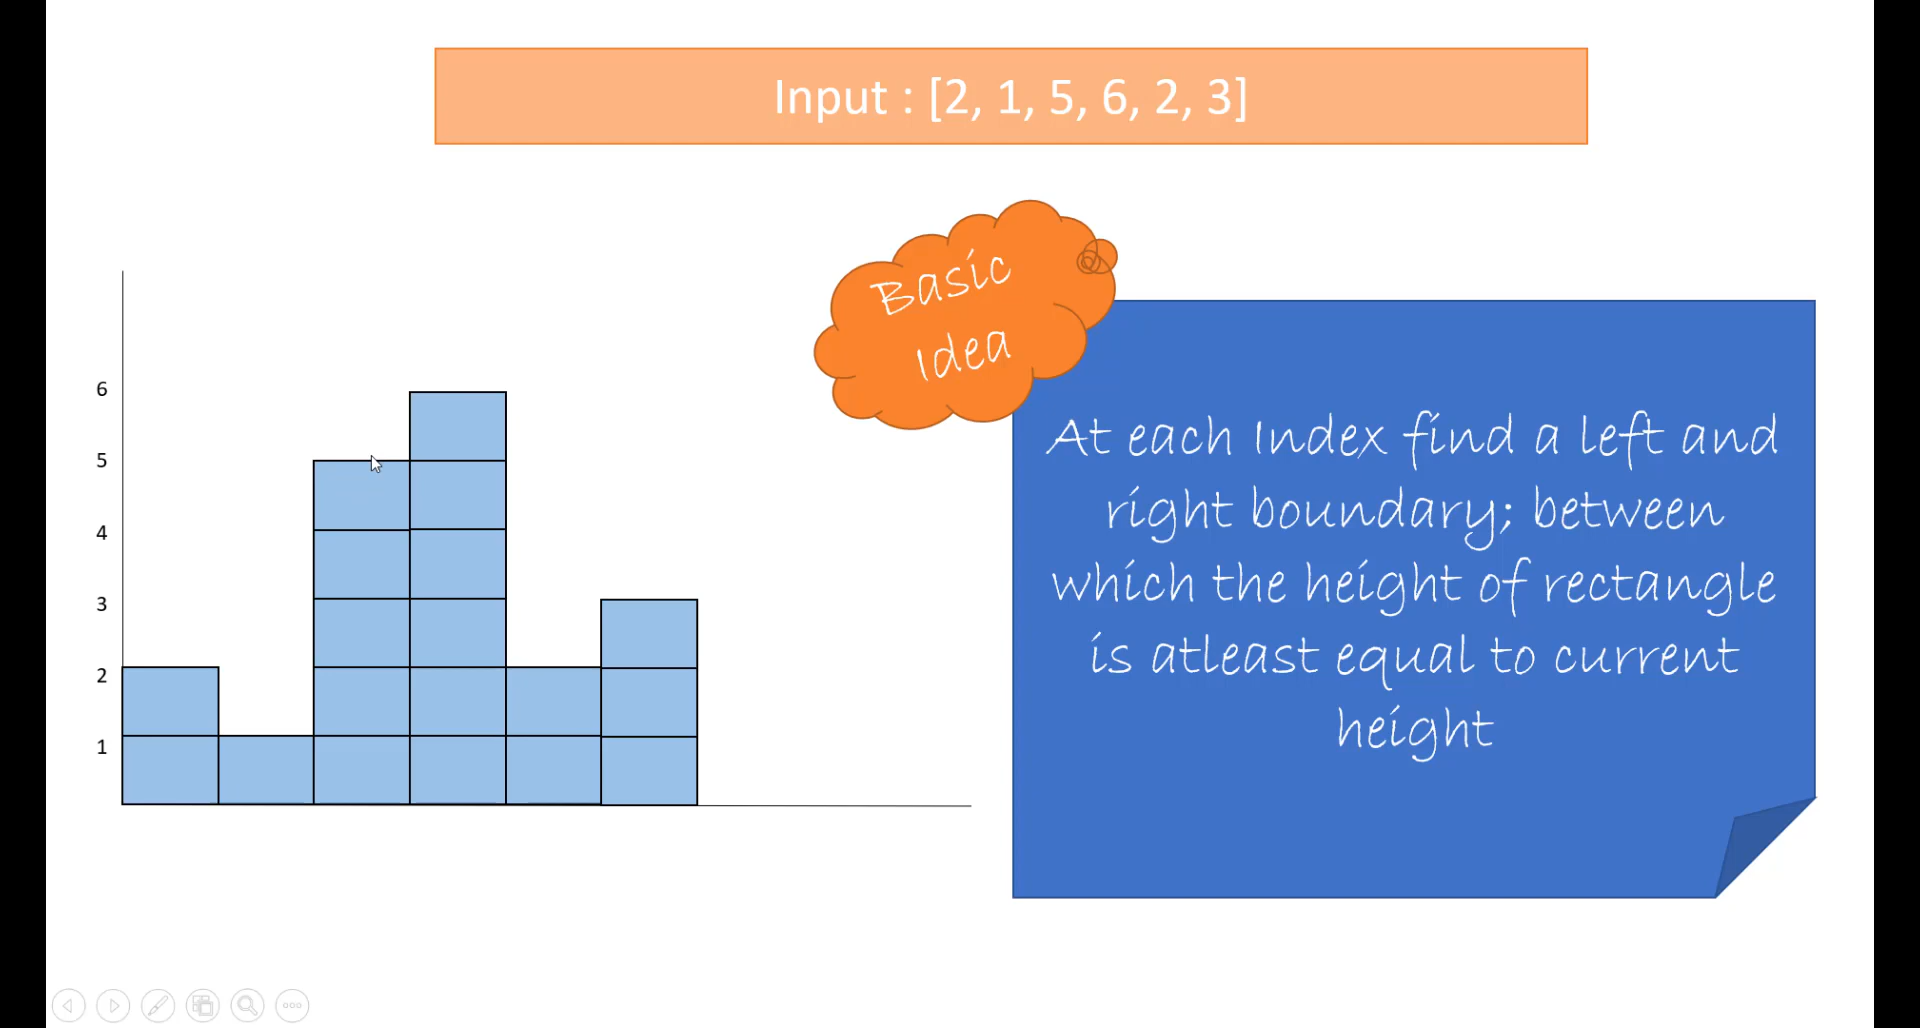 Input : [2, 1, 5, 6, 2, 3]
Basic
Idea
At each Index find a left and
right boundary; between
which the height of rectangle
is atleast equal to current
height
6
5
4
3
2
1